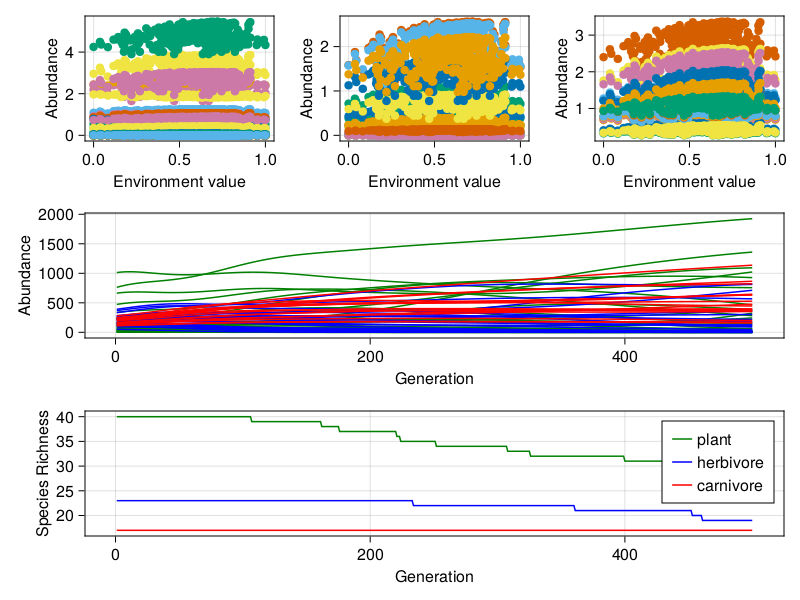 Abundance
4
2
0
0.0
0.5
1.0
Environment value
Abundance
2
1
0
0.0
0.5
1.0
Environment value
Abundance
3
2
1
0.0
0.5
1.0
Environment value
Abundance
2000
1500
1000
500
0
0
200
400
Generation
Species Richness
40
35
30
25
20
0
200
400
Generation
plant
herbivore
carnivore